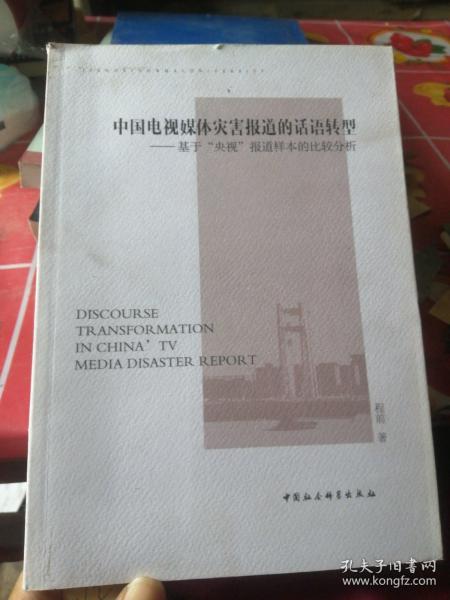 中国电视媒体灾害报道的话语转型
——基于“央视”报道样本的比较分析
DISCOURSE
TRANSFORMATION
IN CHINA’ TV
MEDIA DISASTER REPORT
程前 著
中国社会科学出版社
孔夫子旧书网
www.kongfz.com